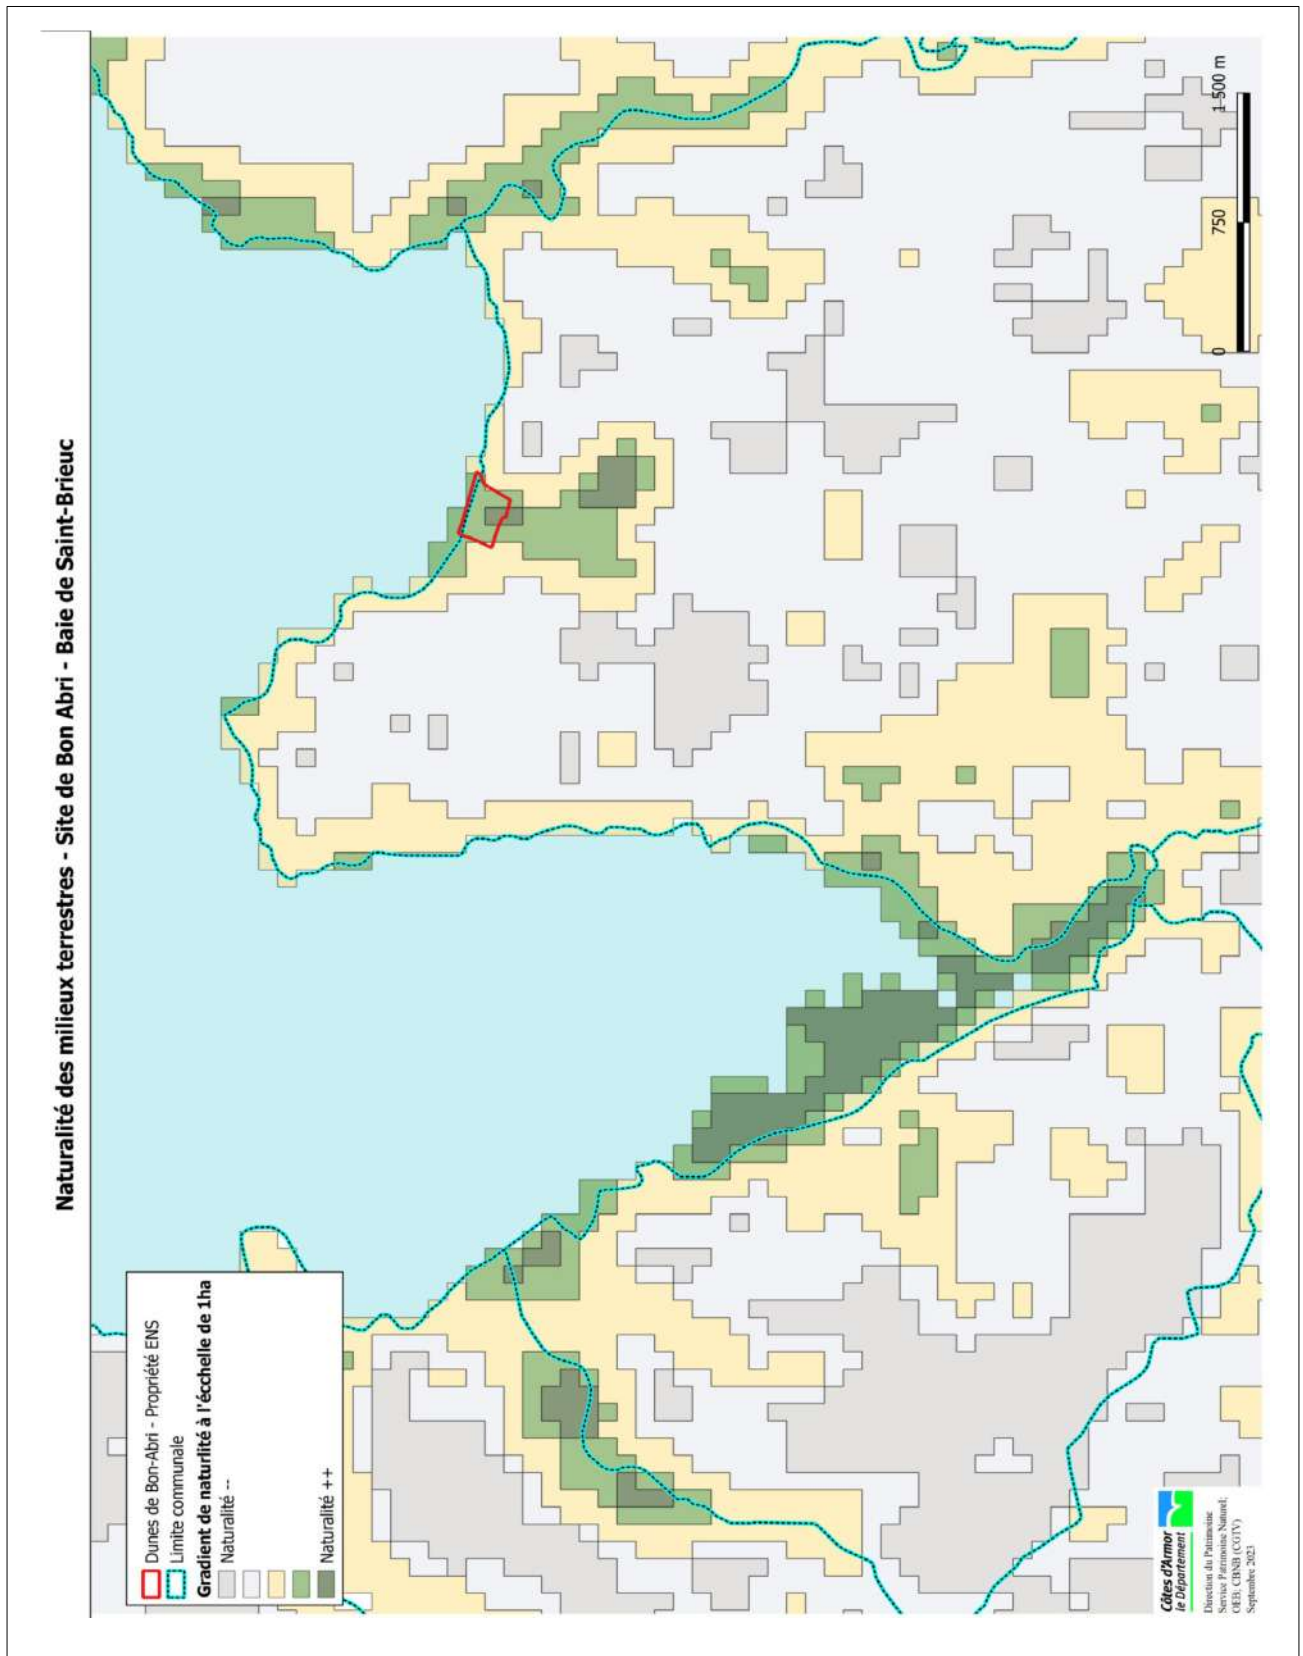 Naturalité des milieux terrestres - Site de Bon Abri - Baie de Saint-Brieuc
Dunes de Bon-Abri - Propriété ENS
Limite communale
Gradient de naturlité à l'écchelle de 1ha
Naturalité --
Naturalité ++
0 750 1 500 m
Côtes d'Armor
le Département
Direction du Patrimoine
Service Patrimoine Naturel;
OEB; CBNB (CGTV)
Septembre 2023